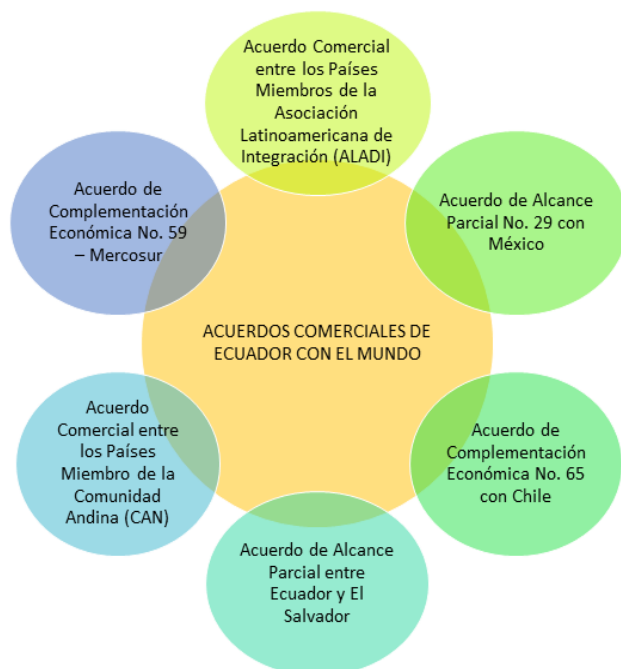 Acuerdo Comercial
entre los Países
Miembros de la
Asociación
Latinoamericana de
Integración (ALADI)
Acuerdo de Alcance
Parcial No. 29 con
México
Acuerdo de
Complementación
Económica No. 65
con Chile
Acuerdo de Alcance
Parcial entre
Ecuador y El
Salvador
Acuerdo
Comercial entre
los Países
Miembro de la
Comunidad
Andina (CAN)
Acuerdo de
Complementación
Económica No. 59
– Mercosur
ACUERDOS COMERCIALES DE
ECUADOR CON EL MUNDO